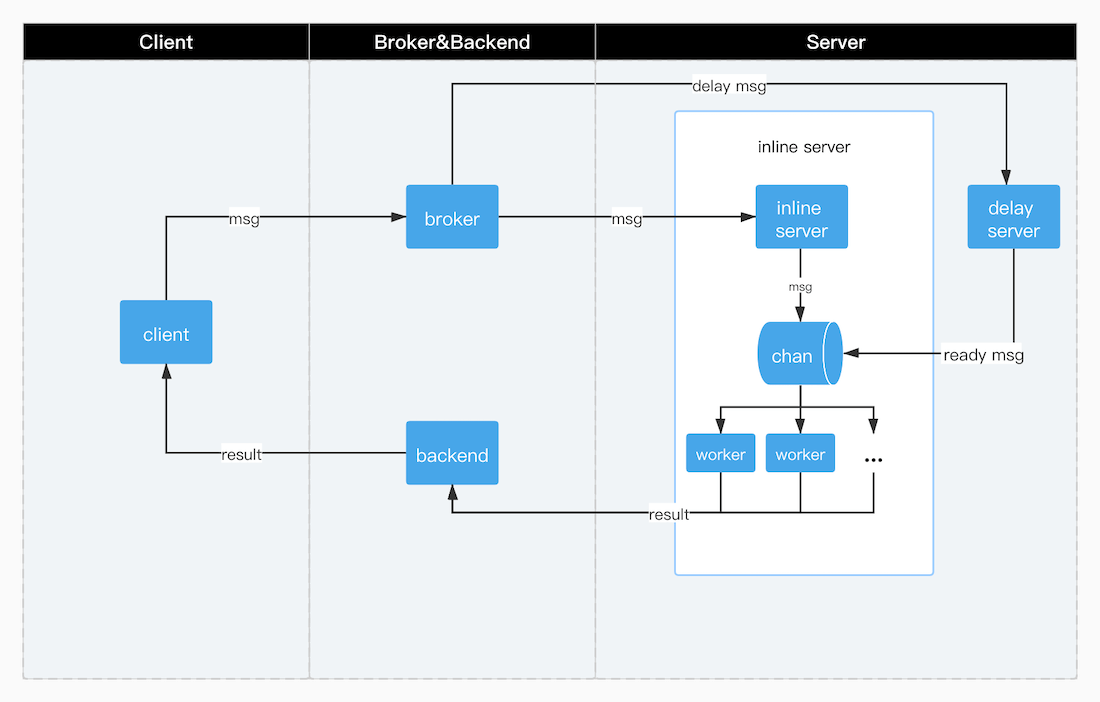 Client
Broker&Backend
Server
delay msg
inline server
msg
broker
msg
inline
server
delay
server
msg
client
chan
ready msg
result
backend
worker
worker
...
result